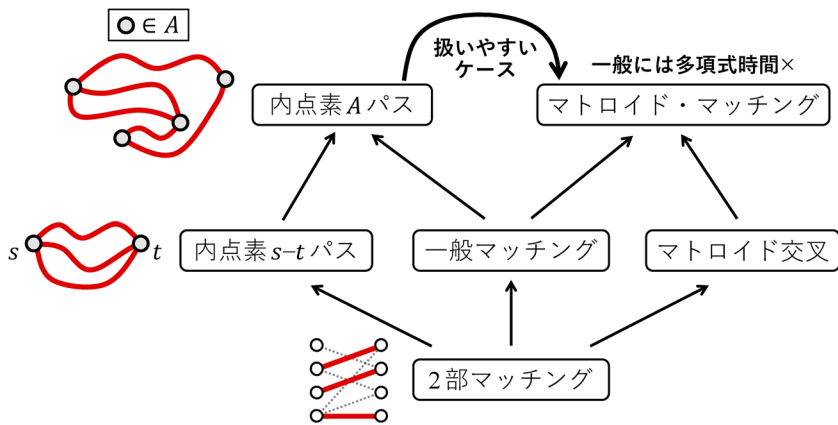 ∈ A
扱いやすい
ケース
一般には多項式時間×
内点素 A パス
マトロイド・マッチング
s
t
内点素 s–t パス
一般マッチング
マトロイド交叉
2部マッチング